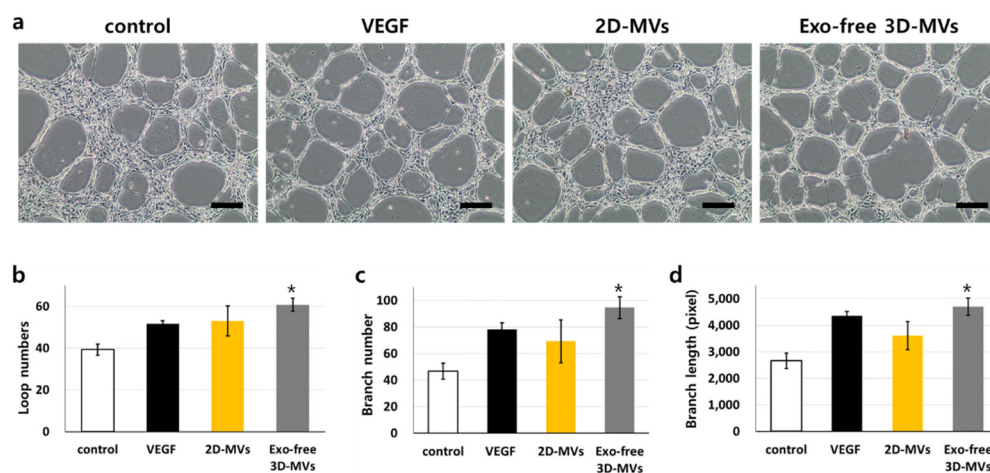 a
control
VEGF
2D-MVs
Exo-free 3D-MVs
b
Loop numbers
60
40
20
0
*
control
VEGF
2D-MVs
Exo-free
3D-MVs
c
Branch number
100
80
60
40
20
0
*
control
VEGF
2D-MVs
Exo-free
3D-MVs
d
Branch length (pixel)
5,000
4,000
3,000
2,000
1,000
0
*
control
VEGF
2D-MVs
Exo-free
3D-MVs